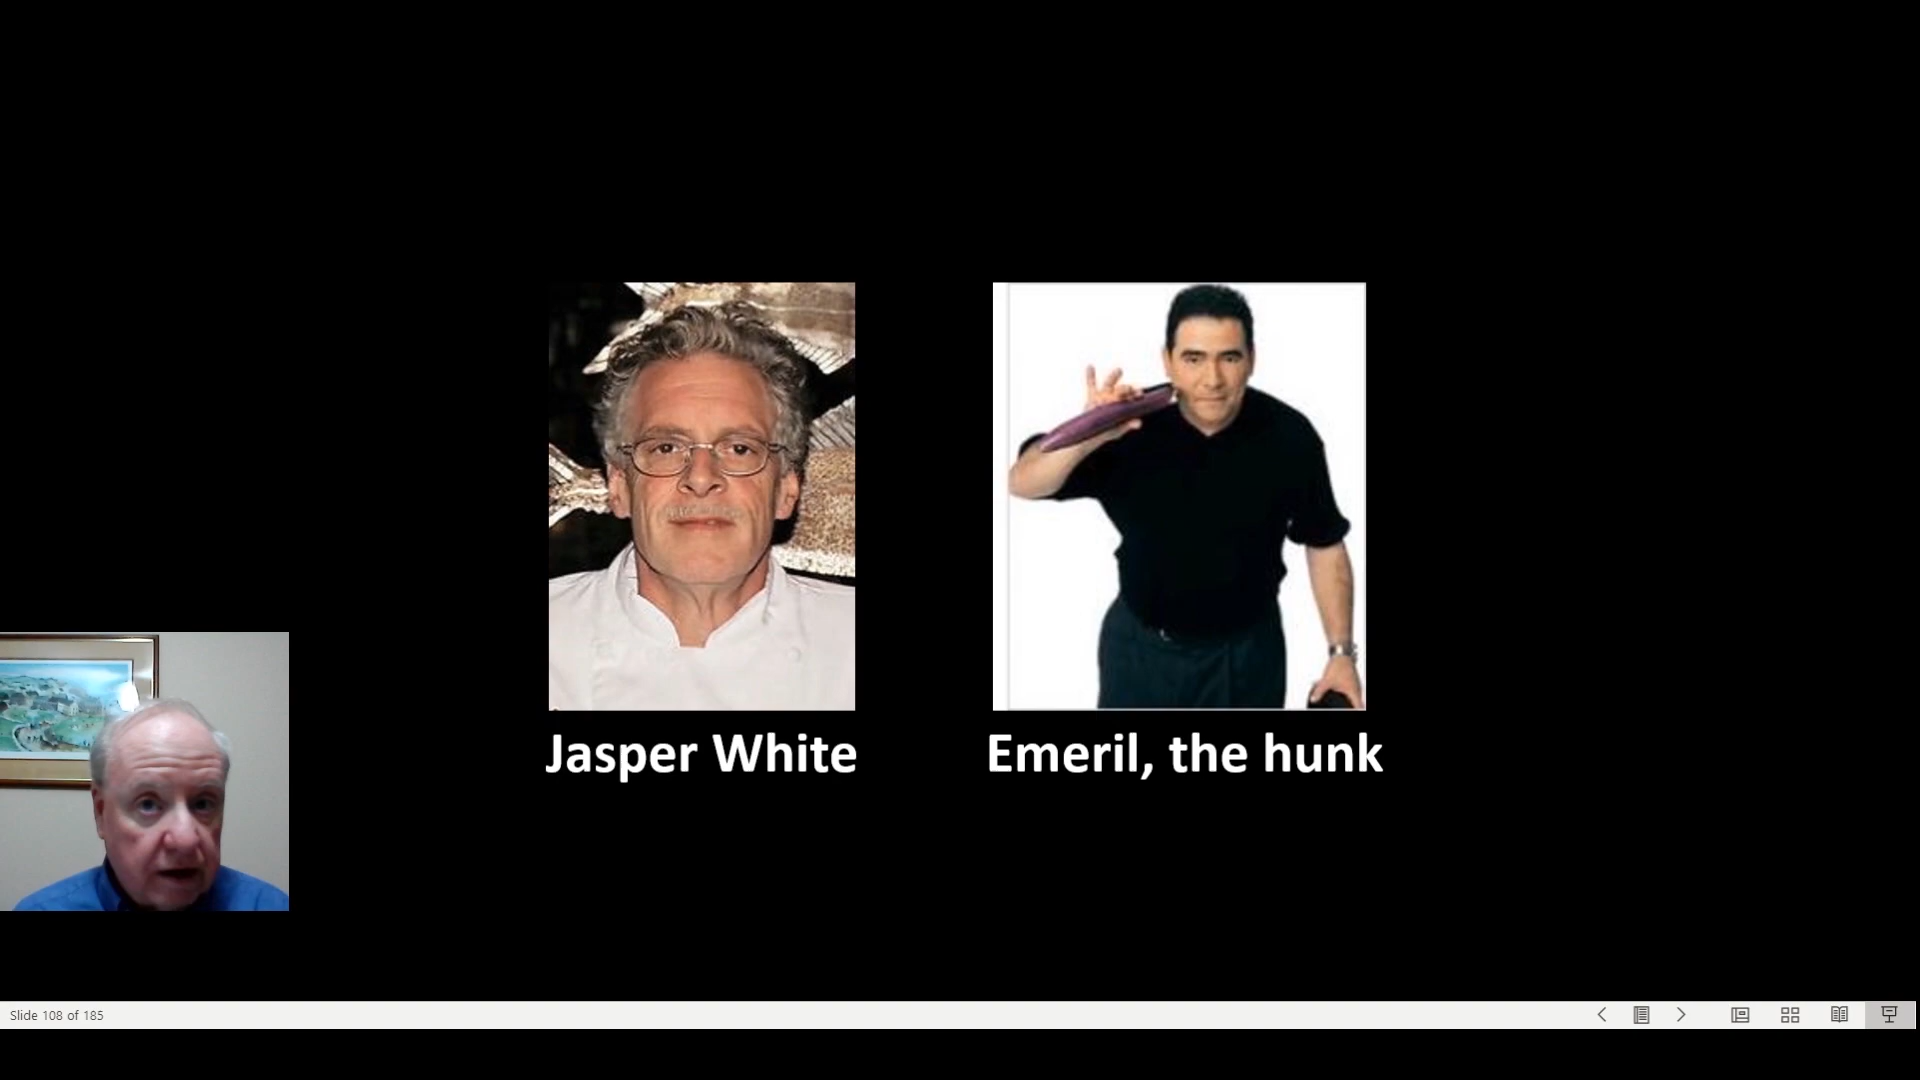 Jasper White
Emeril, the hunk
Slide 108 of 185